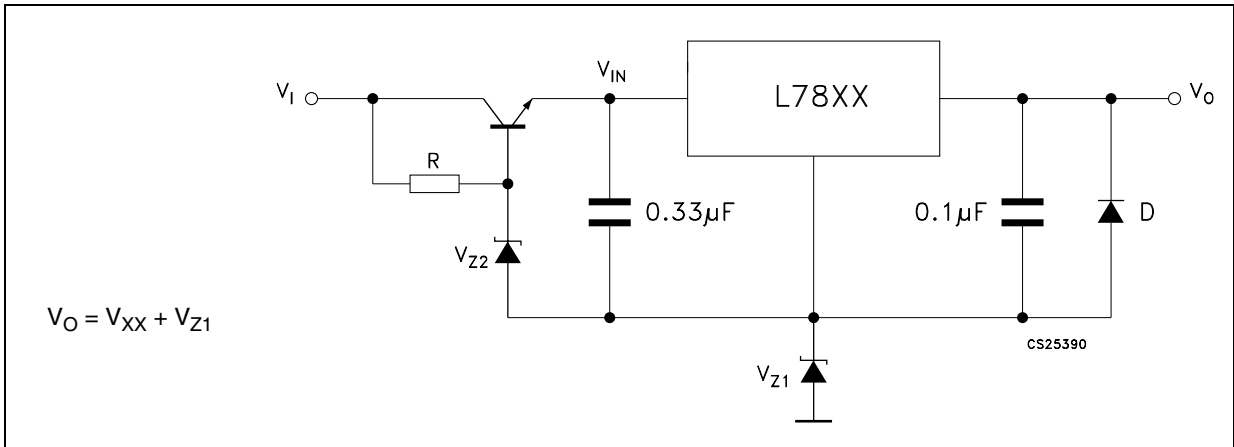 V_IN
V_I
L78XX
V_O
R
0.33µF
0.1µF
D
V_Z2
V_O = V_XX + V_Z1
CS25390
V_Z1